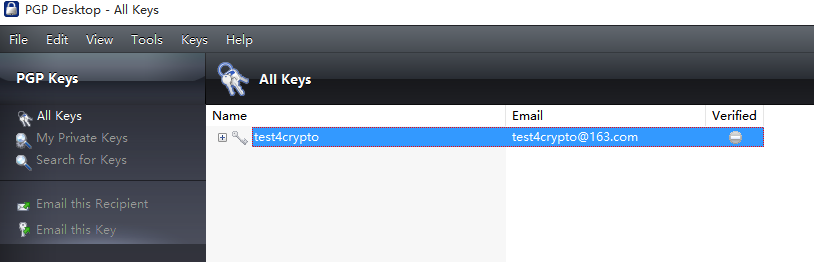 PGP Desktop - All Keys
File Edit View Tools Keys Help
PGP Keys
All Keys
All Keys
My Private Keys
Search for Keys
Email this Recipient
Email this Key
Name Email Verified
test4crypto test4crypto@163.com